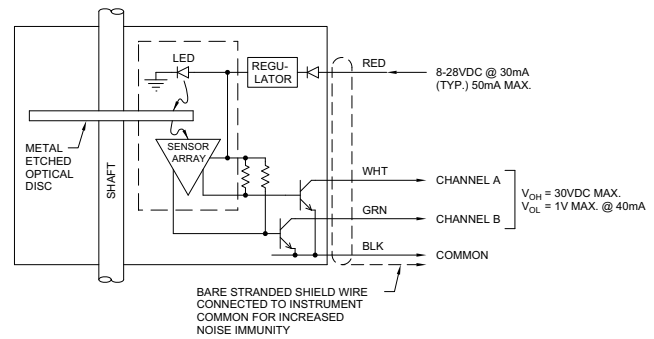 LED
REGU-
LATOR
RED
8-28VDC @ 30mA
(TYP.) 50mA MAX.
METAL
ETCHED
OPTICAL
DISC
SHAFT
SENSOR
ARRAY
WHT
CHANNEL A
VOH = 30VDC MAX.
VOL = 1V MAX. @ 40mA
GRN
CHANNEL B
BLK
COMMON
BARE STRANDED SHIELD WIRE
CONNECTED TO INSTRUMENT
COMMON FOR INCREASED
NOISE IMMUNITY